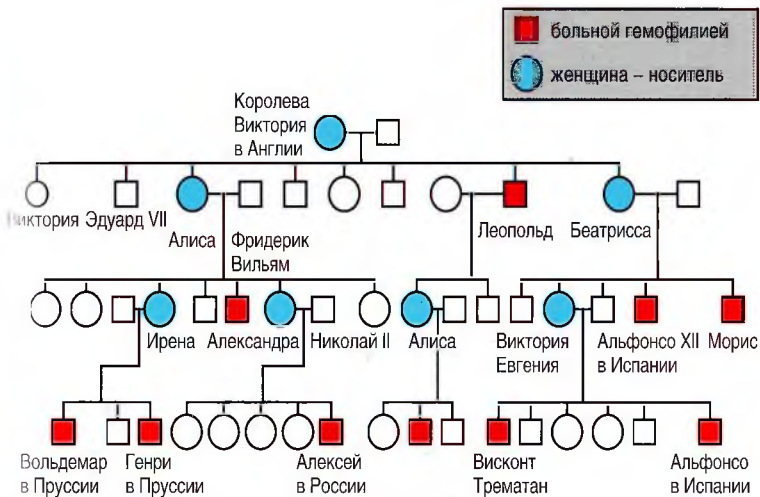 больной гемофилией
женщина – носитель
Королева
Виктория
в Англии
Виктория Эдуард VII
Алиса
Фридерик
Вильям
Леопольд
Беатрисса
Ирена
Александра
Николай II
Алиса
Виктория
Евгения
Альфонсо XII
в Испании
Морис
Вольдемар
в Пруссии
Генри
в Пруссии
Алексей
в России
Висконт
Трематан
Альфонсо
в Испании